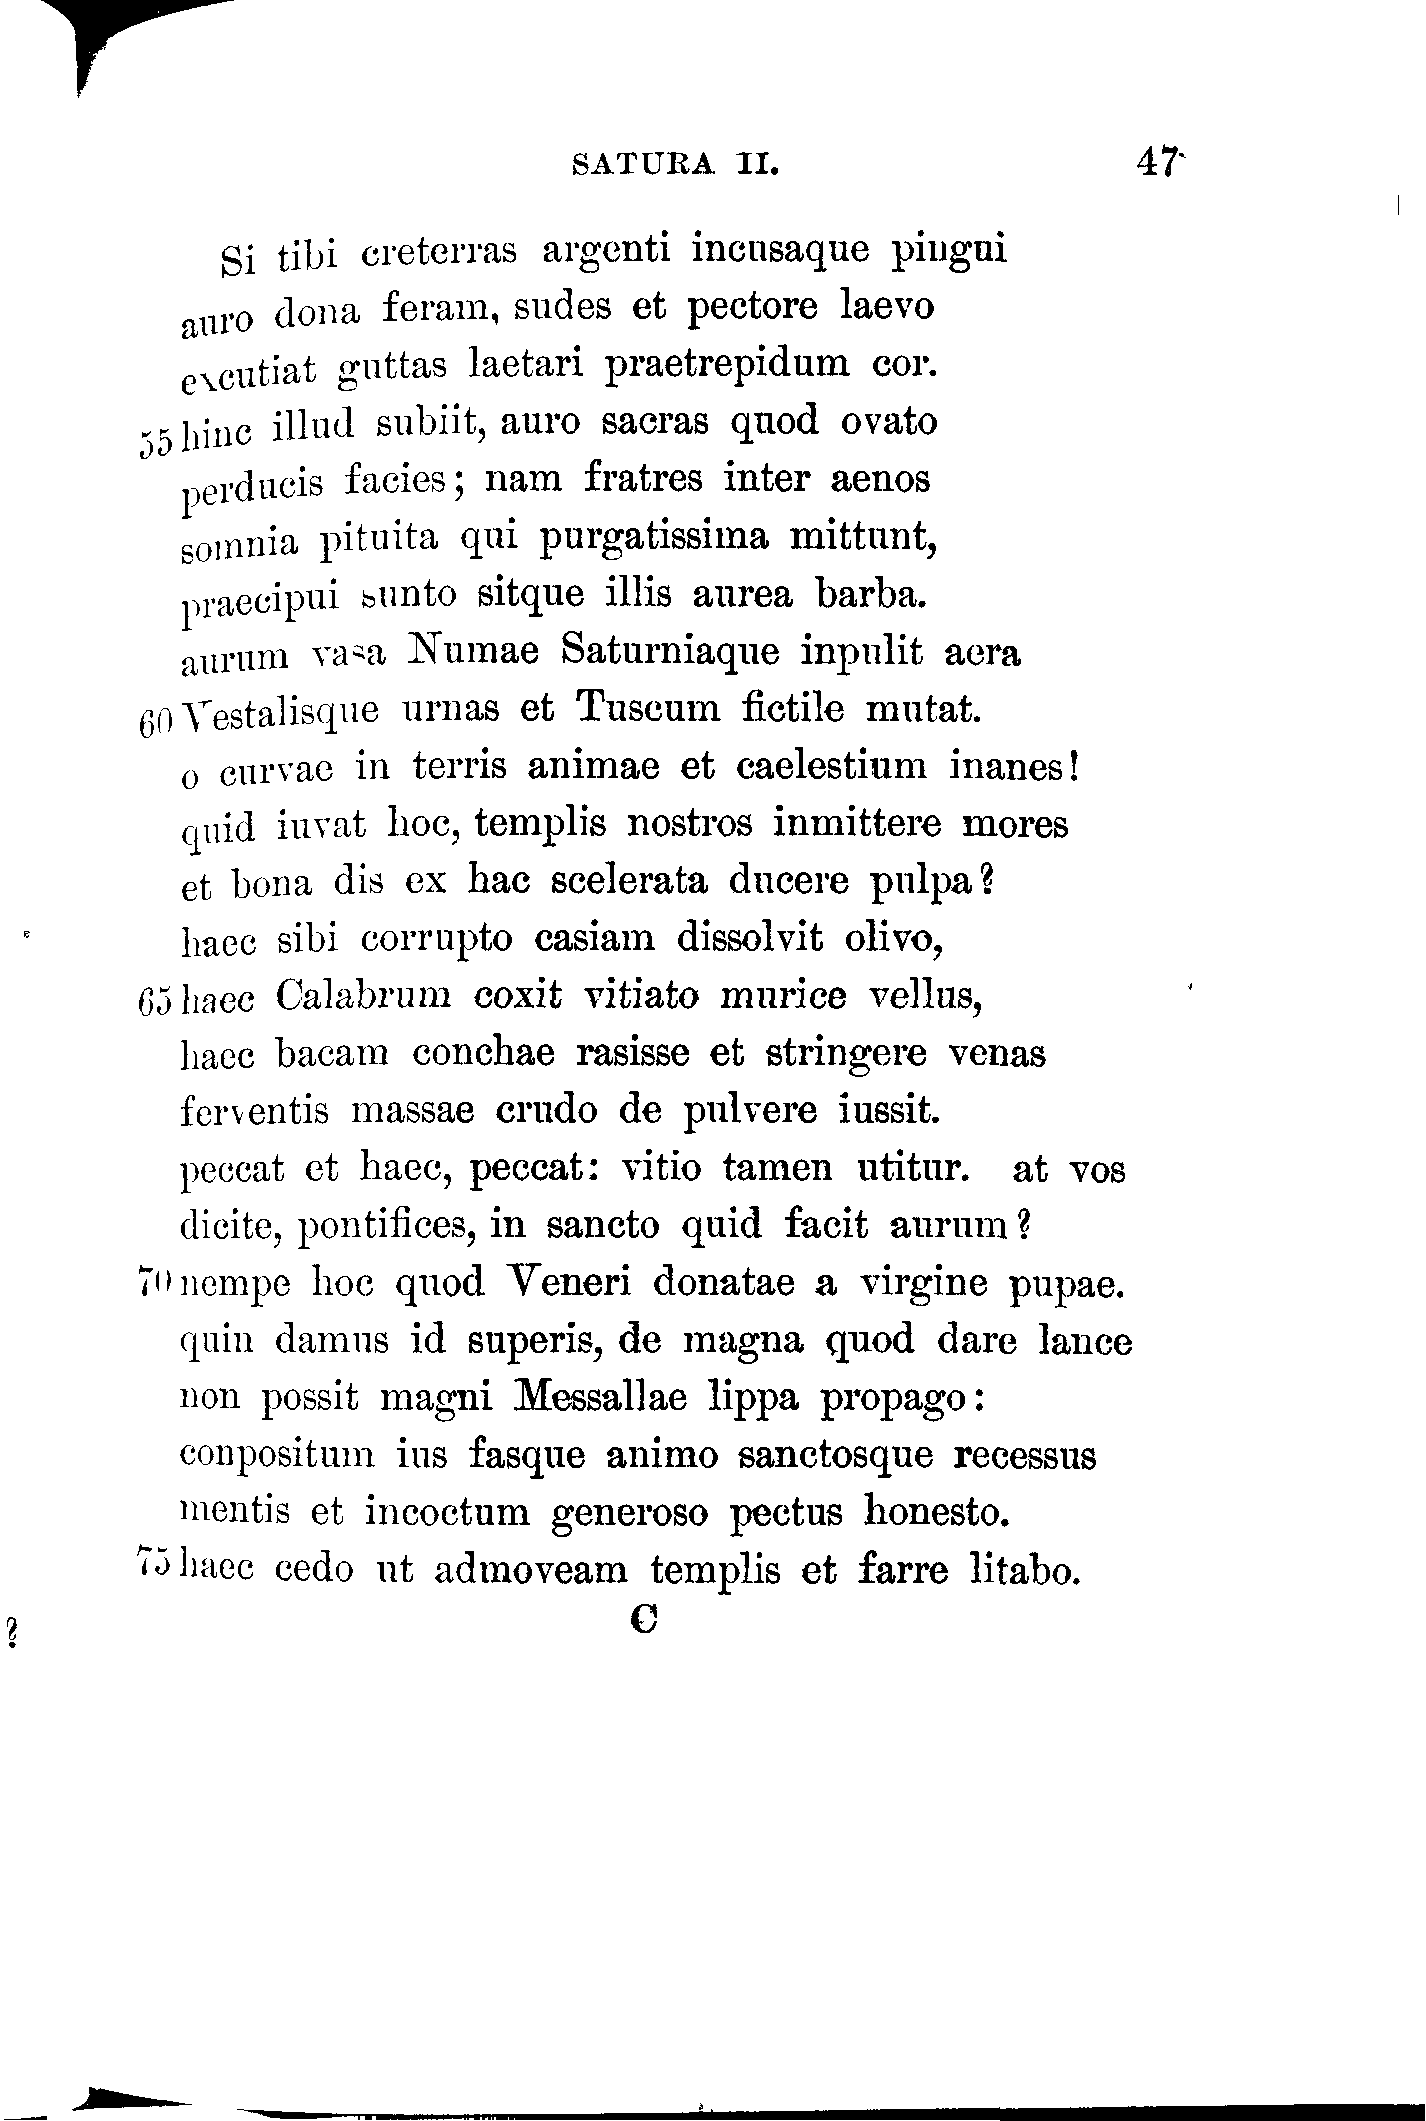 SATURA II. 47
Si tibi creterras argenti incusaque pingui
auro dona feram, sudes et pectore laevo
excutiat guttas laetari praetrepidum cor.
55 hinc illud subiit, auro sacras quod ovato
perducis facies; nam fratres inter aenos
somnia pituita qui purgatissima mittunt,
praecipui sunto sitque illis aurea barba.
aurum vasa Numae Saturniaque inpulit aera
60 Vestalisque urnas et Tuscum fictile mutat.
o curvae in terris animae et caelestium inanes!
quid iuvat hoc, templis nostros inmittere mores
et bona dis ex hac scelerata ducere pulpa?
haec sibi corrupto casiam dissolvit olivo,
65 haec Calabrum coxit vitiato murice vellus,
haec bacam conchae rasisse et stringere venas
ferventis massae crudo de pulvere iussit.
peccat et haec, peccat: vitio tamen utitur. at vos
dicite, pontifices, in sancto quid facit aurum?
70 nempe hoc quod Veneri donatae a virgine pupae.
quin damus id superis, de magna quod dare lance
non possit magni Messallae lippa propago:
conpositum ius fasque animo sanctosque recessus
mentis et incoctum generoso pectus honesto.
75 haec cedo ut admoveam templis et farre litabo.
C